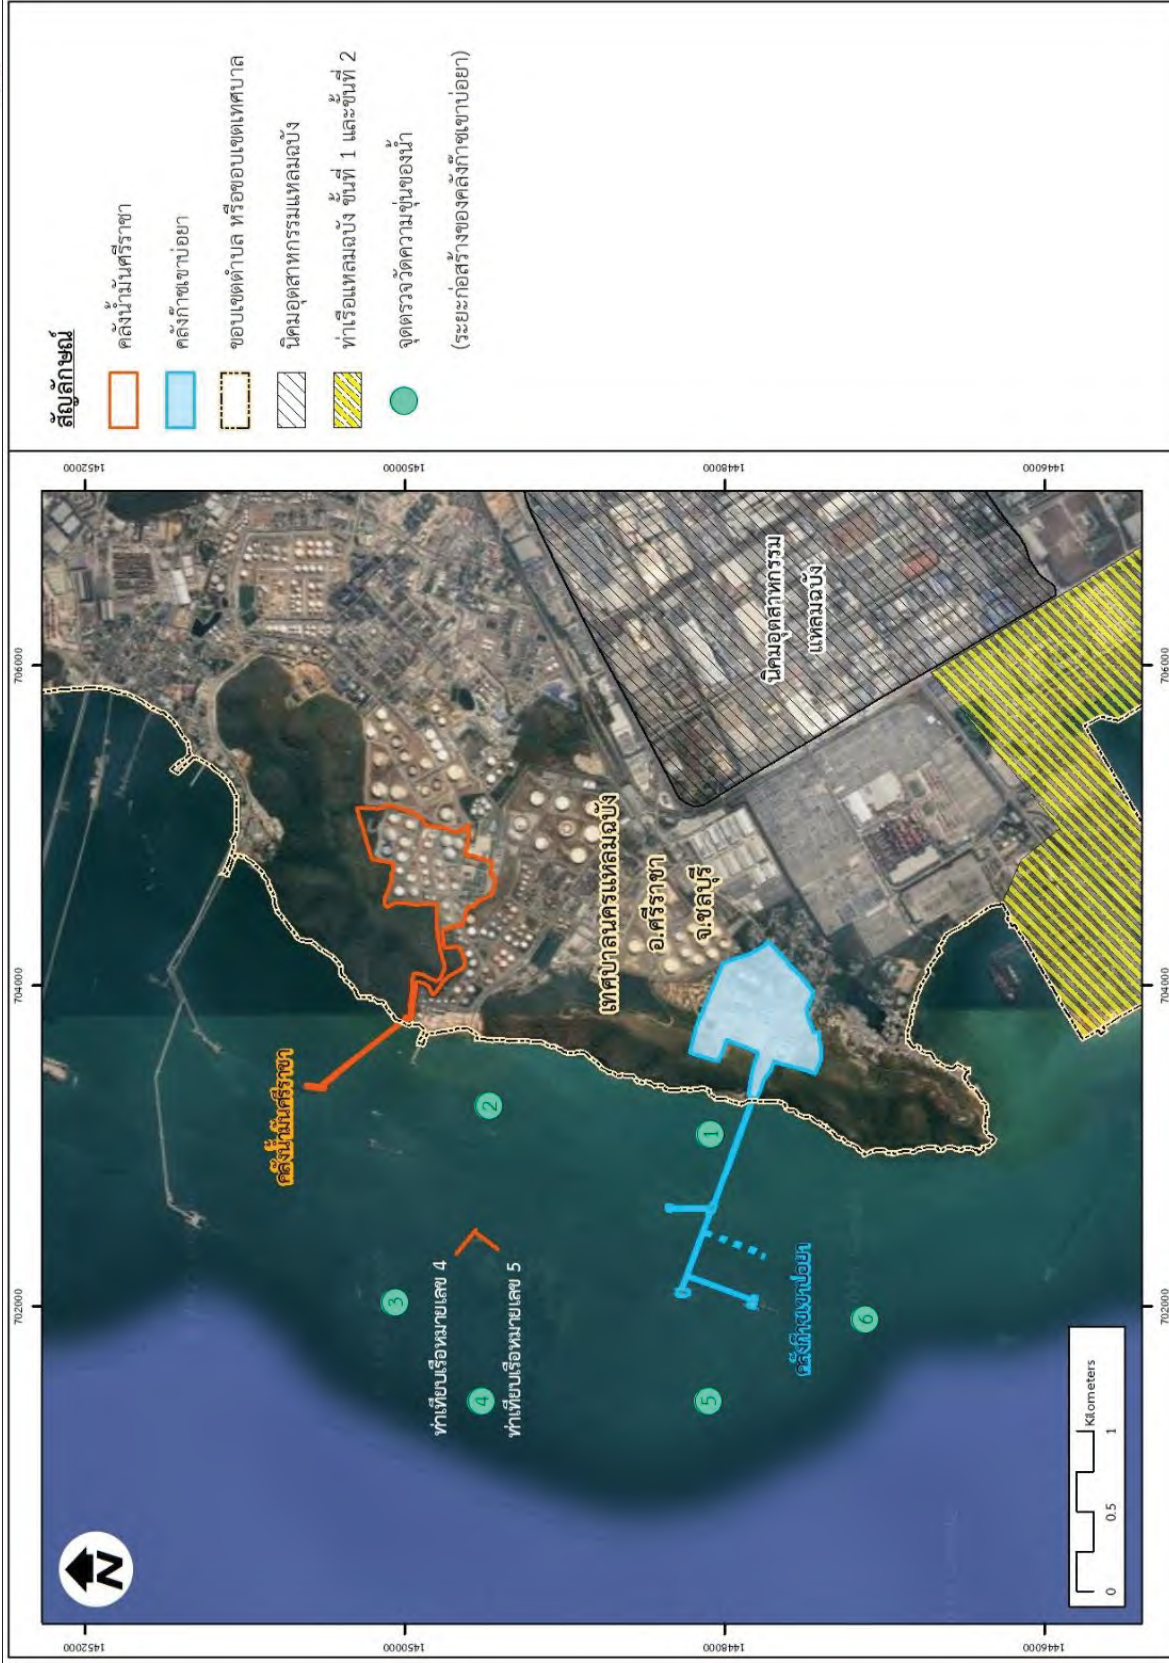 สัญลักษณ์
คลังน้ำมันศรีราชา
คลังก๊าซเขาบ่อยา
ขอบเขตตำบล หรือขอบเขตเทศบาล
นิคมอุตสาหกรรมแหลมฉบัง
ท่าเรือแหลมฉบัง ขั้นที่ 1 และขั้นที่ 2
จุดตรวจวัดความขุ่นของน้ำ
(ระยะก่อสร้างของคลังก๊าซเขาบ่อยา)
702000
704000
706000
1452000
1450000
1448000
1446000
1452000
1450000
1448000
1446000
702000
704000
706000
N
คลังน้ำมันศรีราชา
ท่าเทียบเรือหมายเลข 4
ท่าเทียบเรือหมายเลข 5
3
2
4
1
5
6
เทศบาลนครแหลมฉบัง
อ.ศรีราชา
จ.ชลบุรี
นิคมอุตสาหกรรม
แหลมฉบัง
คลังก๊าซเขาบ่อยา
Kilometers
0 0.5 1